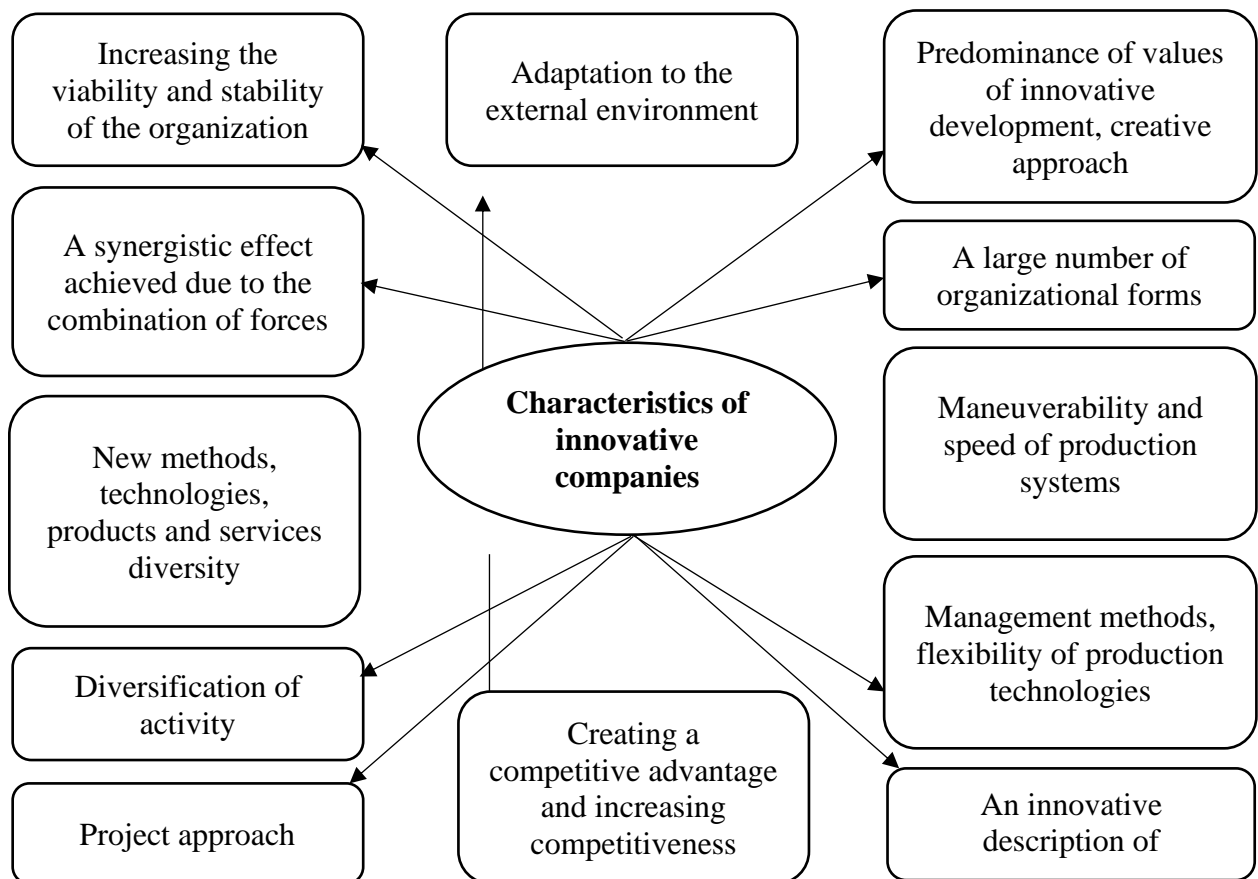 Increasing the
viability and stability
of the organization
Adaptation to the
external environment
Predominance of values
of innovative
development, creative
approach
A synergistic effect
achieved due to the
combination of forces
A large number of
organizational forms
Characteristics of
innovative
companies
New methods,
technologies,
products and services
diversity
Maneuverability and
speed of production
systems
Management methods,
flexibility of production
technologies
Diversification of
activity
Creating a
competitive advantage
and increasing
competitiveness
Project approach
An innovative
description of